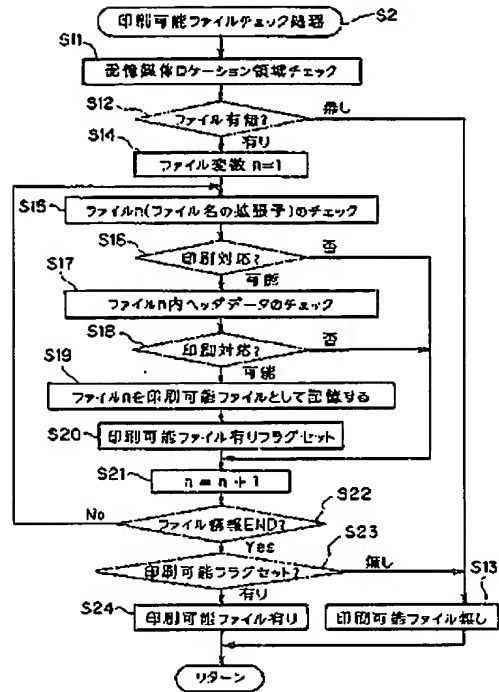 印刷可能ファイルチェック処理
S2
S11
記憶媒体ロケーション領域チェック
S12
ファイル有無?
無し
有り
S14
ファイル変数 n=1
S15
ファイルn(ファイル名の拡張子)のチェック
S16
印刷対応?
否
可能
S17
ファイルn内ヘッダデータのチェック
S18
印刷対応?
否
可能
S19
ファイルnを印刷可能ファイルとして記憶する
S20
印刷可能ファイル有りフラグセット
S21
n = n + 1
S22
No
ファイル情報END?
Yes
S23
印刷可能フラグセット?
無し
有り
S13
S24
印刷可能ファイル有り
印刷可能ファイル無し
リターン